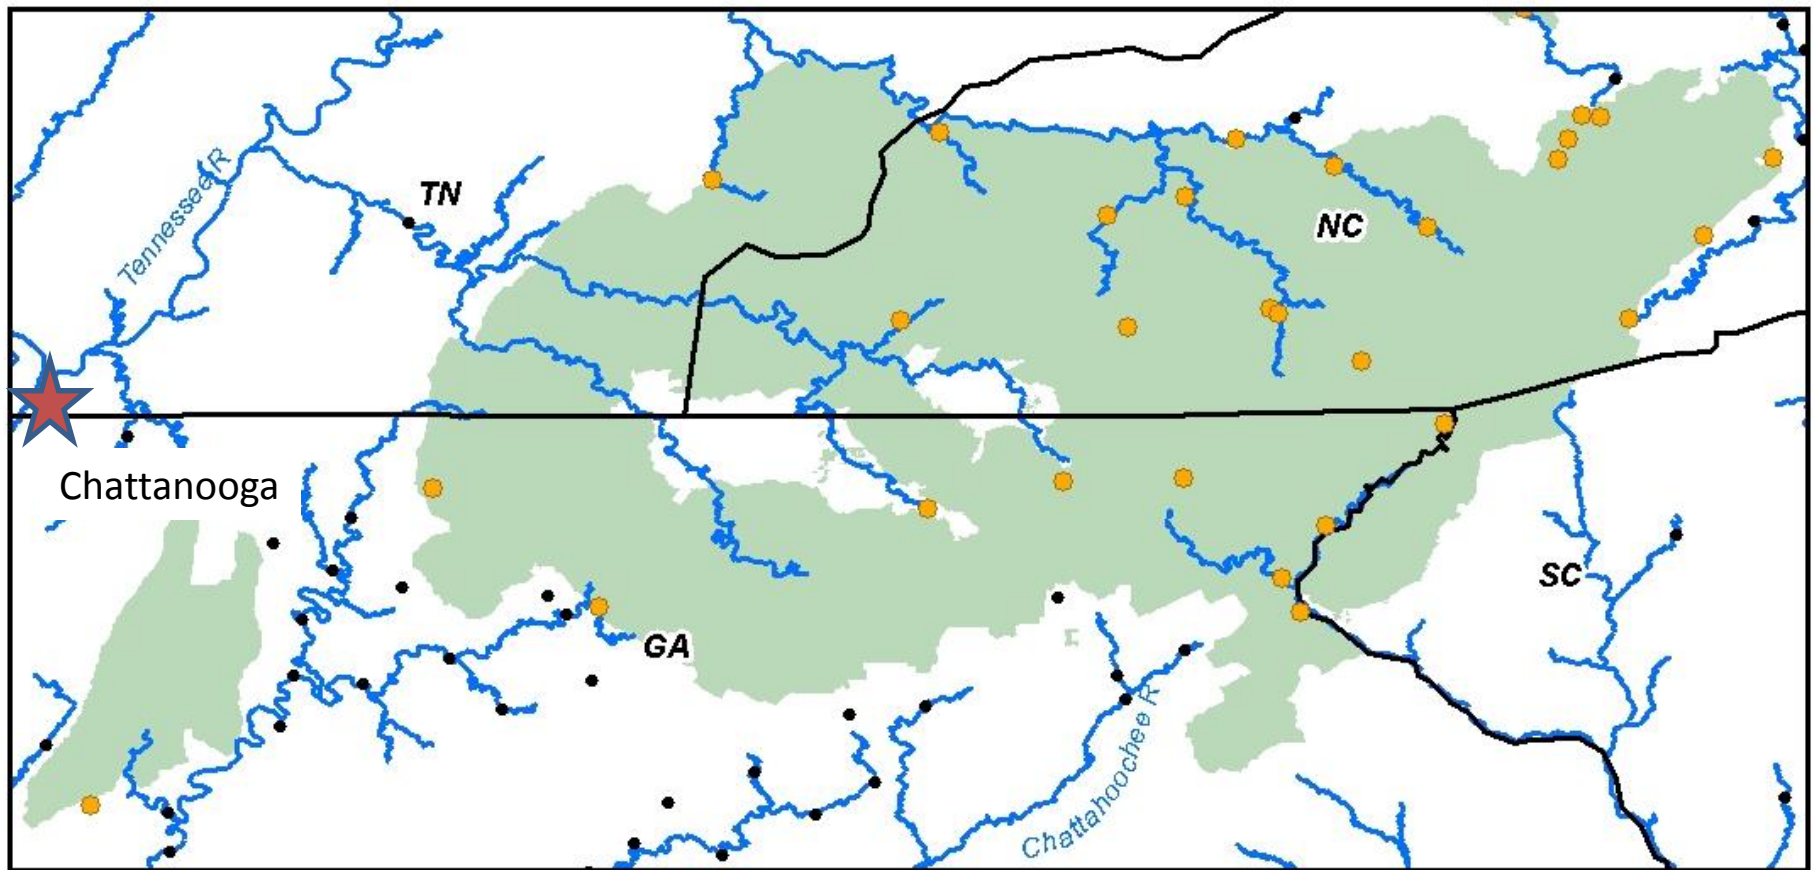 TN
Tennessee R
NC
Chattanooga
SC
GA
Chattahoochee R